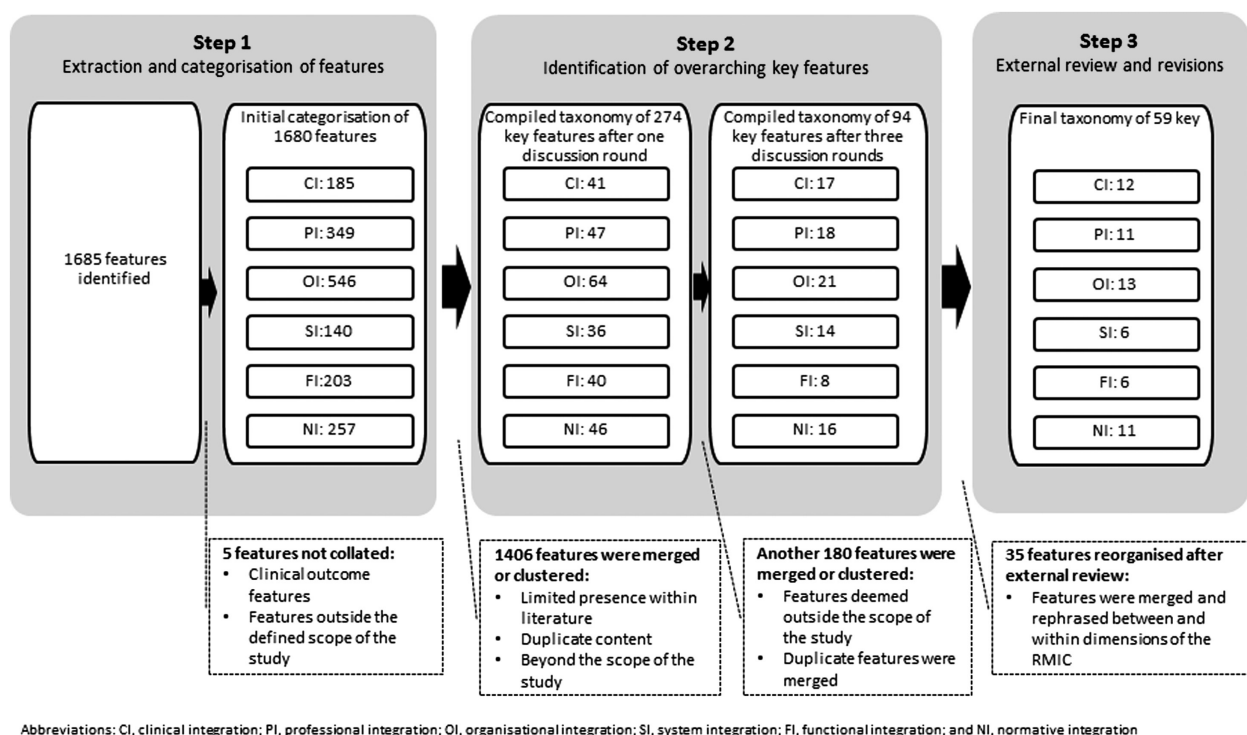 Step 1
Extraction and categorisation of features
1685 features
identified
Initial categorisation of
1680 features
CI: 185
PI: 349
OI: 546
SI:140
FI:203
NI: 257
5 features not collated:
• Clinical outcome
features
• Features outside the
defined scope of the
study
Step 2
Identification of overarching key features
Compiled taxonomy of 274
key features after one
discussion round
CI: 41
PI: 47
OI: 64
SI: 36
FI: 40
NI: 46
1406 features were merged
or clustered:
• Limited presence within
literature
• Duplicate content
• Beyond the scope of the
study
Compiled taxonomy of 94
key features after three
discussion rounds
CI: 17
PI: 18
OI: 21
SI: 14
FI: 8
NI: 16
Another 180 features were
merged or clustered:
• Features deemed
outside the scope of
the study
• Duplicate features were
merged
Step 3
External review and revisions
Final taxonomy of 59 key
CI: 12
PI: 11
OI: 13
SI: 6
FI: 6
NI: 11
35 features reorganised after
external review:
• Features were merged and
rephrased between and
within dimensions of the
RMIC
Abbreviations: CI, clinical integration; PI, professional integration; OI, organisational integration; SI, system integration; FI, functional integration; and NI, normative integration